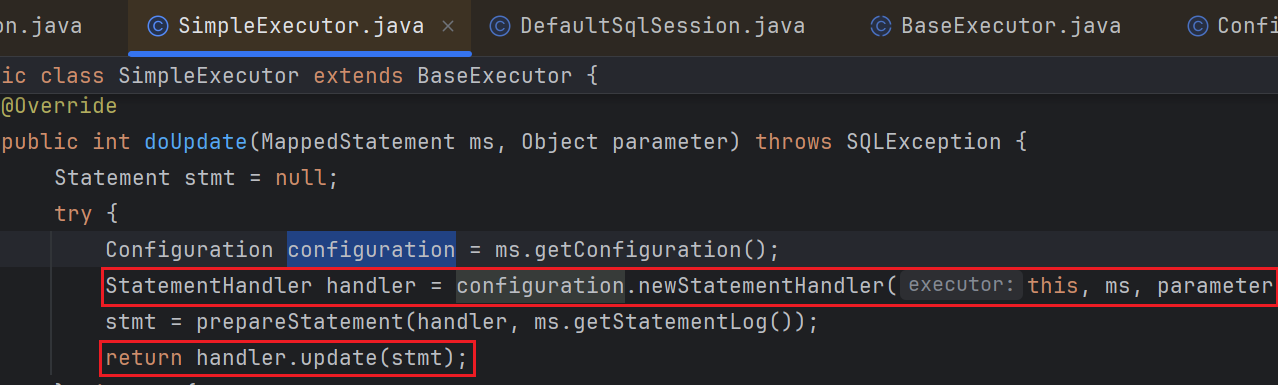 on.java SimpleExecutor.java × DefaultSqlSession.java BaseExecutor.java Confi
ic class SimpleExecutor extends BaseExecutor {
@Override
public int doUpdate(MappedStatement ms, Object parameter) throws SQLException {
Statement stmt = null;
try {
Configuration configuration = ms.getConfiguration();
StatementHandler handler = configuration.newStatementHandler( executor: this, ms, parameter
stmt = prepareStatement(handler, ms.getStatementLog());
return handler.update(stmt);